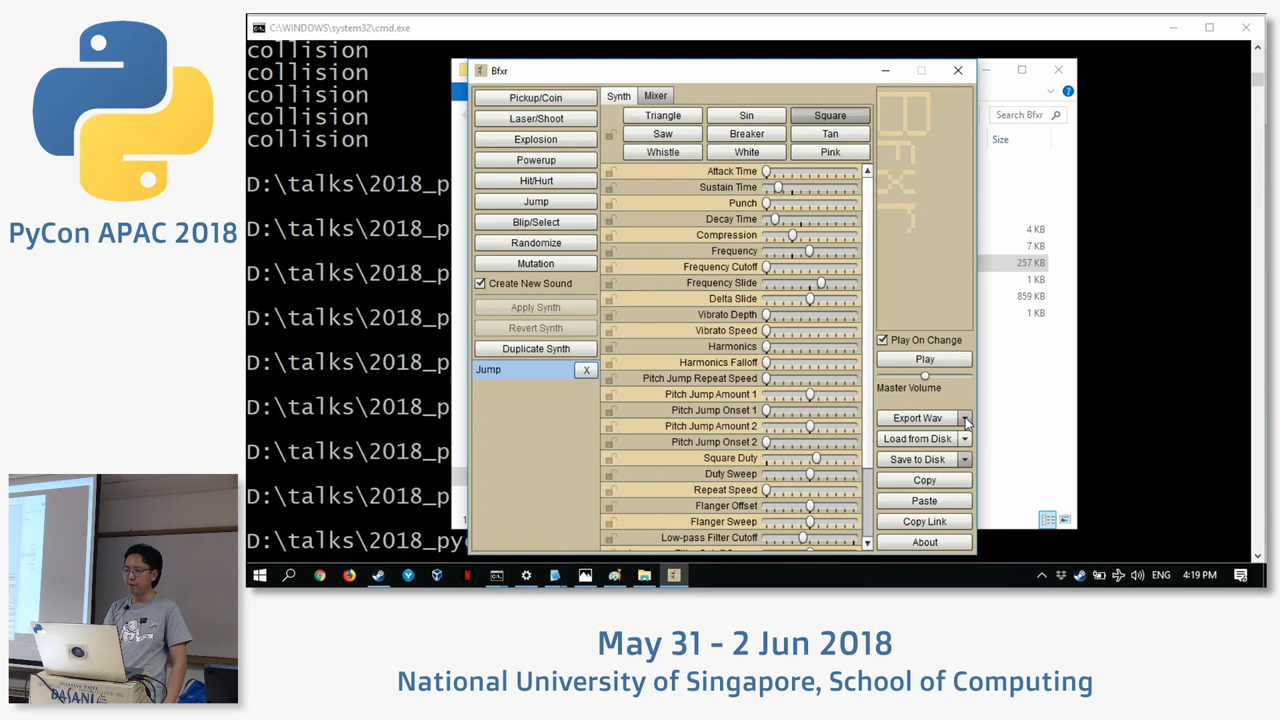 PyCon APAC 2018
C:\WINDOWS\system32\cmd.exe
collision
collision
collision
collision
collision
D:\talks\2018_p
D:\talks\2018_p
D:\talks\2018_p
D:\talks\2018_p
D:\talks\2018_p
D:\talks\2018_p
D:\talks\2018_p
D:\talks\2018_p
D:\talks\2018_pyc
Search Bfxr
Size
4 KB
7 KB
257 KB
1 KB
859 KB
1 KB
Bfxr
Pickup/Coin
Laser/Shoot
Explosion
Powerup
Hit/Hurt
Jump
Blip/Select
Randomize
Mutation
Create New Sound
Apply Synth
Revert Synth
Duplicate Synth
Jump X
Synth Mixer
Triangle Sin Square
Saw Breaker Tan
Whistle White Pink
Attack Time
Sustain Time
Punch
Decay Time
Compression
Frequency
Frequency Cutoff
Frequency Slide
Delta Slide
Vibrato Depth
Vibrato Speed
Harmonics
Harmonics Falloff
Pitch Jump Repeat Speed
Pitch Jump Amount 1
Pitch Jump Onset 1
Pitch Jump Amount 2
Pitch Jump Onset 2
Square Duty
Duty Sweep
Repeat Speed
Flanger Offset
Flanger Sweep
Low-pass Filter Cutoff
Bfxr
Play On Change
Play
Master Volume
Export Wav
Load from Disk
Save to Disk
Copy
Paste
Copy Link
About
ENG 4:19 PM
DASANI
May 31 - 2 Jun 2018
National University of Singapore, School of Computing